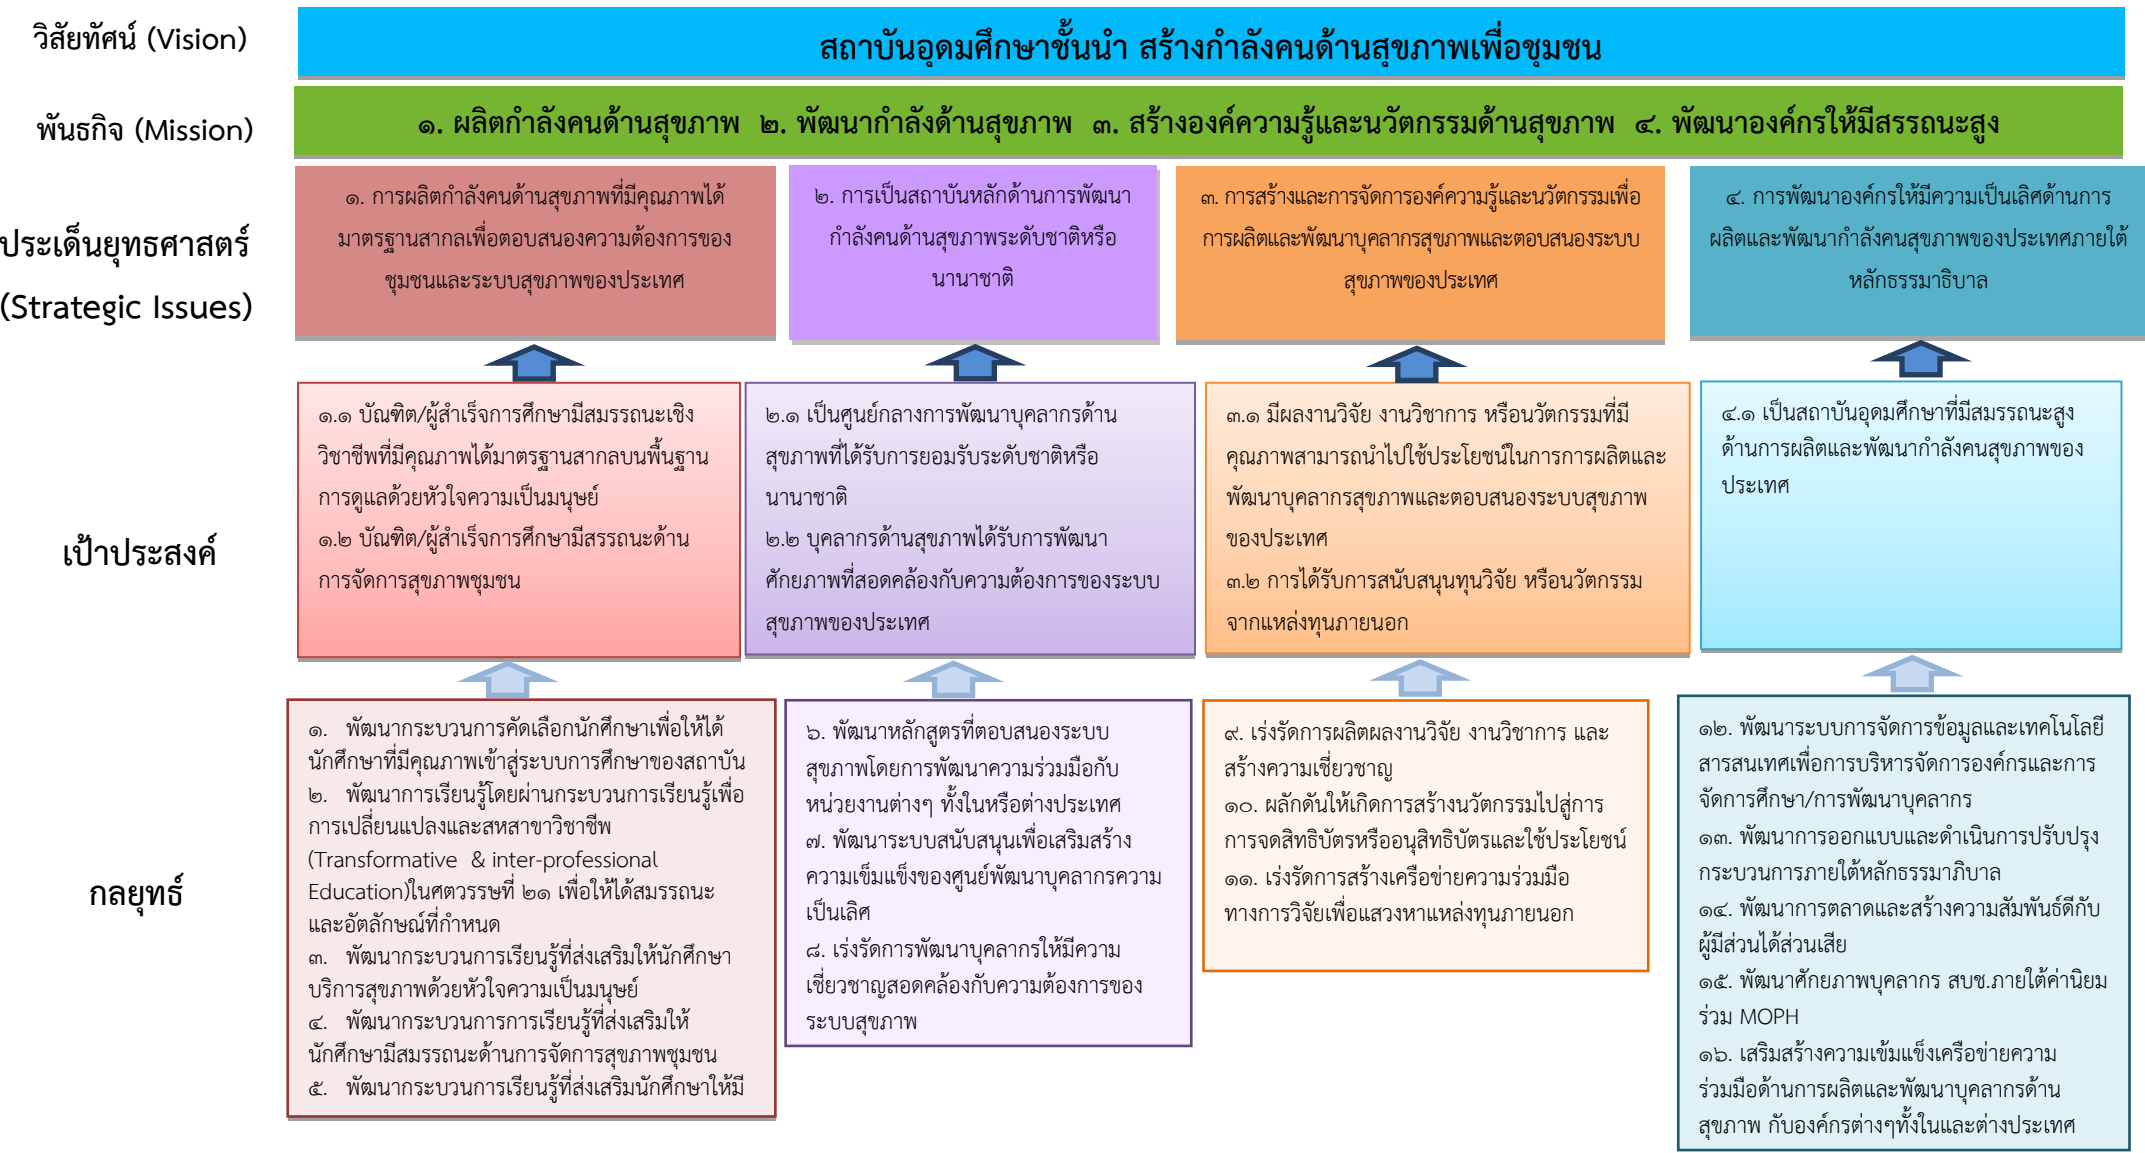 วิสัยทัศน์ (Vision)
สถาบันอุดมศึกษาชั้นนำ สร้างกำลังคนด้านสุขภาพเพื่อชุมชน
พันธกิจ (Mission)
๑. ผลิตกำลังคนด้านสุขภาพ ๒. พัฒนากำลังด้านสุขภาพ ๓. สร้างองค์ความรู้และนวัตกรรมด้านสุขภาพ ๔. พัฒนาองค์กรให้มีสรรถนะสูง
ประเด็นยุทธศาสตร์
(Strategic Issues)
๑. การผลิตกำลังคนด้านสุขภาพที่มีคุณภาพได้
มาตรฐานสากลเพื่อตอบสนองความต้องการของ
ชุมชนและระบบสุขภาพของประเทศ
๒. การเป็นสถาบันหลักด้านการพัฒนา
กำลังคนด้านสุขภาพระดับชาติหรือ
นานาชาติ
๓. การสร้างและการจัดการองค์ความรู้และนวัตกรรมเพื่อ
การผลิตและพัฒนาบุคลากรสุขภาพและตอบสนองระบบ
สุขภาพของประเทศ
๔. การพัฒนาองค์กรให้มีความเป็นเลิศด้านการ
ผลิตและพัฒนากำลังคนสุขภาพของประเทศภายใต้
หลักธรรมาธิบาล
เป้าประสงค์
๑.๑ บัณฑิต/ผู้สำเร็จการศึกษามีสมรรถนะเชิง
วิชาชีพที่มีคุณภาพได้มาตรฐานสากลบนพื้นฐาน
การดูแลด้วยหัวใจความเป็นมนุษย์
๑.๒ บัณฑิต/ผู้สำเร็จการศึกษามีสรรถนะด้าน
การจัดการสุขภาพชุมชน
๒.๑ เป็นศูนย์กลางการพัฒนาบุคลากรด้าน
สุขภาพที่ได้รับการยอมรับระดับชาติหรือ
นานาชาติ
๒.๒ บุคลากรด้านสุขภาพได้รับการพัฒนา
ศักยภาพที่สอดคล้องกับความต้องการของระบบ
สุขภาพของประเทศ
๓.๑ มีผลงานวิจัย งานวิชาการ หรือนวัตกรรมที่มี
คุณภาพสามารถนำไปใช้ประโยชน์ในการการผลิตและ
พัฒนาบุคลากรสุขภาพและตอบสนองระบบสุขภาพ
ของประเทศ
๓.๒ การได้รับการสนับสนุนทุนวิจัย หรือนวัตกรรม
จากแหล่งทุนภายนอก
๔.๑ เป็นสถาบันอุดมศึกษาที่มีสมรรถนะสูง
ด้านการผลิตและพัฒนากำลังคนสุขภาพของ
ประเทศ
กลยุทธ์
๑. พัฒนากระบวนการคัดเลือกนักศึกษาเพื่อให้ได้
นักศึกษาที่มีคุณภาพเข้าสู่ระบบการศึกษาของสถาบัน
๒. พัฒนาการเรียนรู้โดยผ่านกระบวนการเรียนรู้เพื่อ
การเปลี่ยนแปลงและสหสาขาวิชาชีพ
(Transformative & inter-professional
Education)ในศตวรรษที่ ๒๑ เพื่อให้ได้สมรรถนะ
และอัตลักษณ์ที่กำหนด
๓. พัฒนากระบวนการเรียนรู้ที่ส่งเสริมให้นักศึกษา
บริการสุขภาพด้วยหัวใจความเป็นมนุษย์
๔. พัฒนากระบวนการการเรียนรู้ที่ส่งเสริมให้
นักศึกษามีสมรรถนะด้านการจัดการสุขภาพชุมชน
๕. พัฒนากระบวนการเรียนรู้ที่ส่งเสริมนักศึกษาให้มี
๖. พัฒนาหลักสูตรที่ตอบสนองระบบ
สุขภาพโดยการพัฒนาความร่วมมือกับ
หน่วยงานต่างๆ ทั้งในหรือต่างประเทศ
๗. พัฒนาระบบสนับสนุนเพื่อเสริมสร้าง
ความเข็มแข็งของศูนย์พัฒนาบุคลากรความ
เป็นเลิศ
๘. เร่งรัดการพัฒนาบุคลากรให้มีความ
เชี่ยวชาญสอดคล้องกับความต้องการของ
ระบบสุขภาพ
๙. เร่งรัดการผลิตผลงานวิจัย งานวิชาการ และ
สร้างความเชี่ยวชาญ
๑๐. ผลักดันให้เกิดการสร้างนวัตกรรมไปสู่การ
การจดสิทธิบัตรหรืออนุสิทธิบัตรและใช้ประโยชน์
๑๑. เร่งรัดการสร้างเครือข่ายความร่วมมือ
ทางการวิจัยเพื่อแสวงหาแหล่งทุนภายนอก
๑๒. พัฒนาระบบการจัดการข้อมูลและเทคโนโลยี
สารสนเทศเพื่อการบริหารจัดการองค์กรและการ
จัดการศึกษา/การพัฒนาบุคลากร
๑๓. พัฒนาการออกแบบและดำเนินการปรับปรุง
กระบวนการภายใต้หลักธรรมาภิบาล
๑๔. พัฒนาการตลาดและสร้างความสัมพันธ์ดีกับ
ผู้มีส่วนได้ส่วนเสีย
๑๕. พัฒนาศักยภาพบุคลากร สบช.ภายใต้ค่านิยม
ร่วม MOPH
๑๖. เสริมสร้างความเข้มแข็งเครือข่ายความ
ร่วมมือด้านการผลิตและพัฒนาบุคลากรด้าน
สุขภาพ กับองค์กรต่างๆทั้งในและต่างประเทศ